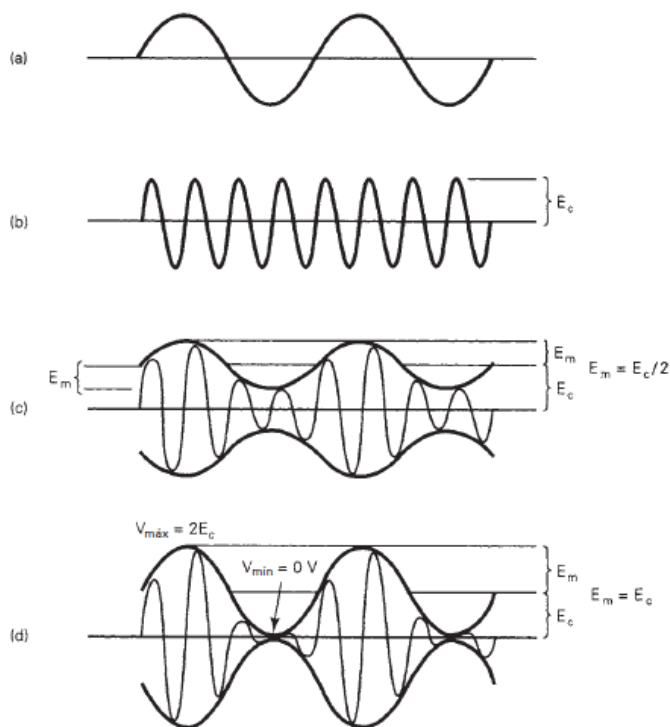 (a)
(b)
E_c
(c)
E_m
E_m
E_c
E_m = E_c/2
V_máx = 2E_c
V_mín = 0 V
(d)
E_m
E_c
E_m = E_c